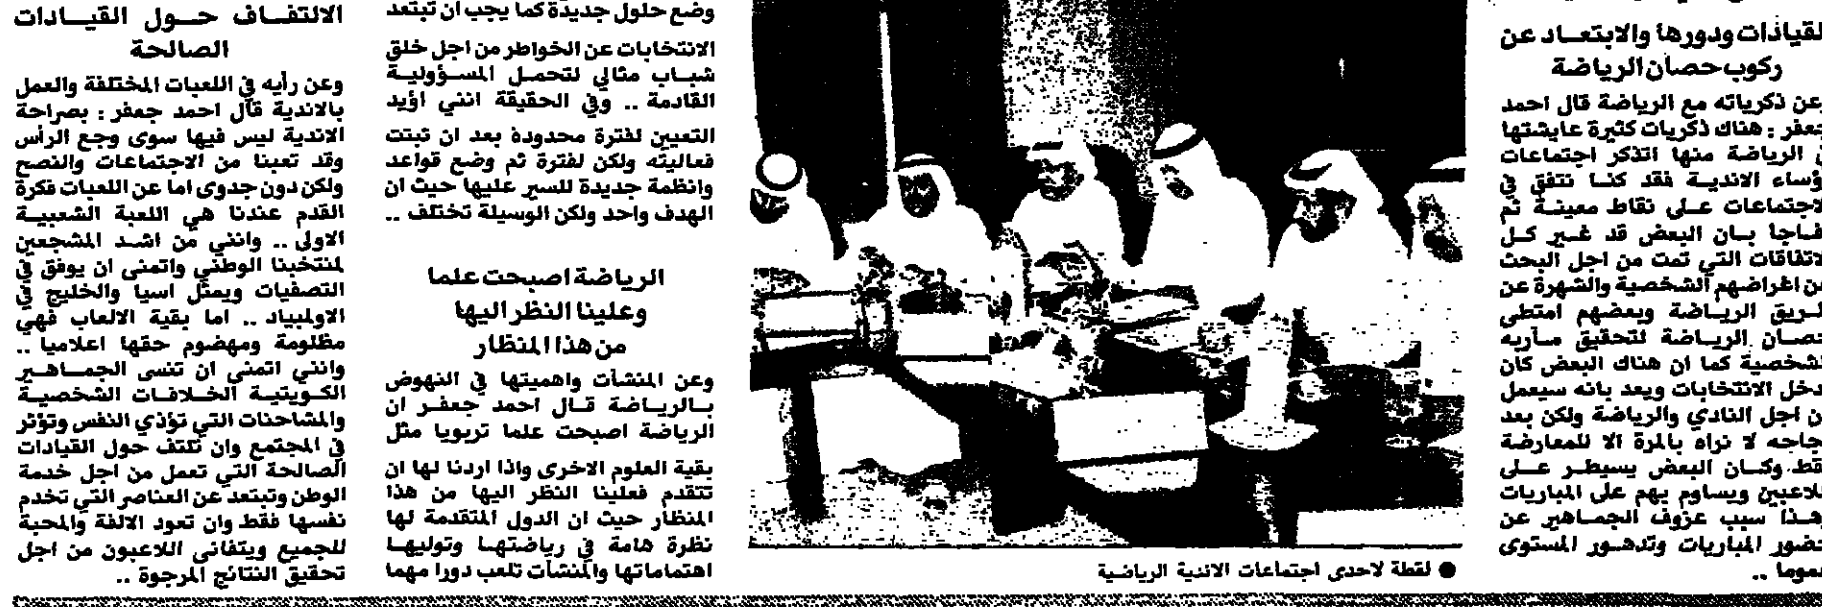 القيادات ودورها والابتعاد عن
ركوب حصان الرياضة
وعن ذكرياته مع الرياضة قال احمد
جعفر : هناك ذكريات كثيرة عايشتها
في الرياضة منها اتذكر اجتماعات
رؤساء الاندية فقد كنا نتفق في
الاجتماعات على نقاط معينة ثم
نفاجا بان البعض قد غير كل
الاتفاقات التي تمت من اجل البحث
عن اغراضهم الشخصية والشهرة عن
طريق الرياضة وبعضهم امتطى
حصان الرياضة لتحقيق مآربه
الشخصية كما ان هناك البعض كان
يدخل الانتخابات ويعد بانه سيعمل
من اجل النادي والرياضة ولكن بعد
نجاحه لا نراه بالمرة الا للمعارضة
فقط وكان البعض يسيطر على
اللاعبين ويساوم بهم على المباريات
وهذا سبب عزوف الجماهير عن
حضور المباريات وتدهور المستوى
عموما ..
● لقطة لاحدى اجتماعات الاندية الرياضية
وضع حلول جديدة كما يجب ان تبتعد
الانتخابات عن الخواطر من اجل خلق
شباب مثالي لتحمل المسؤولية
القادمة .. وفي الحقيقة انني اؤيد
التعيين لفترة محدودة بعد ان تبتت
فعاليته ولكن لفترة ثم وضع قواعد
وانظمة جديدة للسير عليها حيث ان
الهدف واحد ولكن الوسيلة تختلف ..
الرياضة اصبحت علما
وعلينا النظر اليها
من هذا المنظار
وعن المنشآت واهميتها في النهوض
بالرياضة قال احمد جعفر ان
الرياضة اصبحت علما تربويا مثل
بقية العلوم الاخرى واذا اردنا لها ان
تتقدم فعلينا النظر اليها من هذا
المنظار حيث ان الدول المتقدمة لها
نظرة هامة في رياضتها وتوليها
اهتماماتها والمنشآت تلعب دورا مهما
الالتفاف حول القيادات
الصالحة
وعن رأيه في اللعبات المختلفة والعمل
بالاندية قال احمد جعفر : بصراحة
الاندية ليس فيها سوى وجع الراس
وقد تعبنا من الاجتماعات والنصح
ولكن دون جدوى اما عن اللعبات فكرة
القدم عندنا هي اللعبة الشعبية
الاولى .. وانني من اشد المشجعين
لمنتخبنا الوطني واتمنى ان يوفق في
التصفيات ويمثل اسيا والخليج في
الاولمبياد .. اما بقية الالعاب فهي
مظلومة ومهضوم حقها اعلاميا ..
وانني اتمنى ان تنسى الجماهير
الكويتية الخلافات الشخصية
والمشاحنات التي تؤذي النفس وتؤثر
في المجتمع وان تلتف حول القيادات
الصالحة التي تعمل من اجل خدمة
الوطن وتبتعد عن العناصر التي تخدم
نفسها فقط وان تعود الالفة والمحبة
للجميع ويتفانى اللاعبون من اجل
تحقيق النتائج المرجوة ..